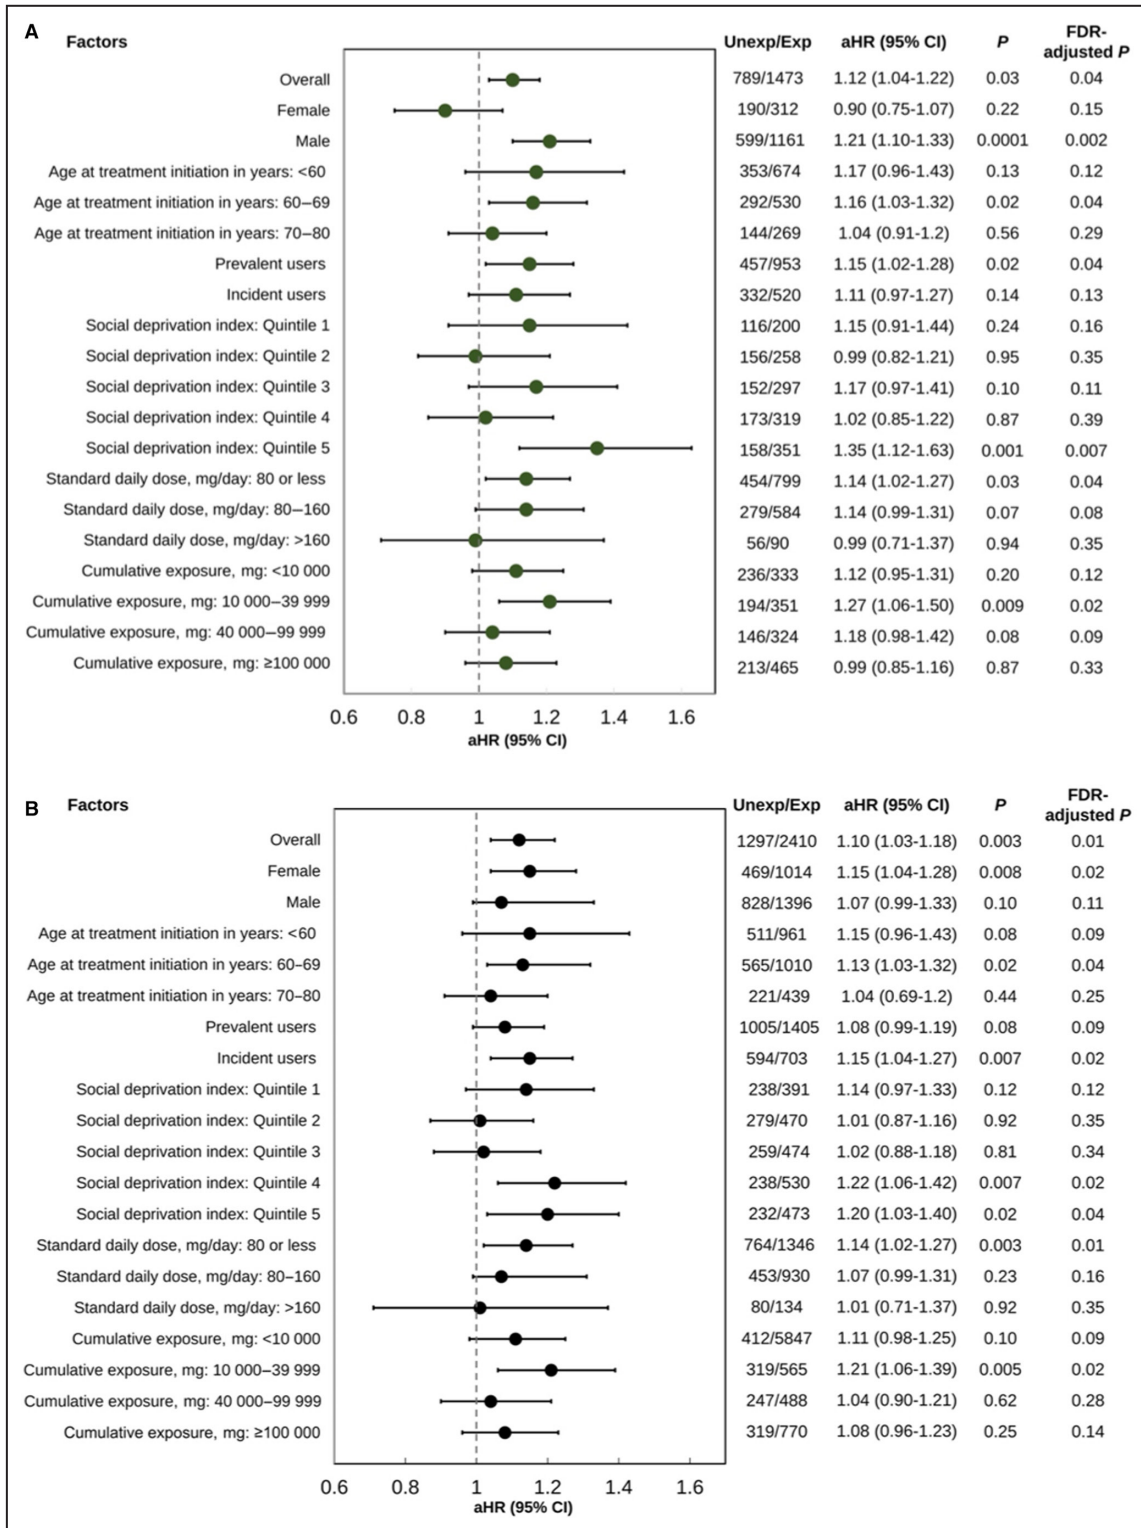 A
Factors Unexp/Exp aHR (95% CI) P FDR-
adjusted P
Overall 789/1473 1.12 (1.04-1.22) 0.03 0.04
Female 190/312 0.90 (0.75-1.07) 0.22 0.15
Male 599/1161 1.21 (1.10-1.33) 0.0001 0.002
Age at treatment initiation in years: <60 353/674 1.17 (0.96-1.43) 0.13 0.12
Age at treatment initiation in years: 60–69 292/530 1.16 (1.03-1.32) 0.02 0.04
Age at treatment initiation in years: 70–80 144/269 1.04 (0.91-1.2) 0.56 0.29
Prevalent users 457/953 1.15 (1.02-1.28) 0.02 0.04
Incident users 332/520 1.11 (0.97-1.27) 0.14 0.13
Social deprivation index: Quintile 1 116/200 1.15 (0.91-1.44) 0.24 0.16
Social deprivation index: Quintile 2 156/258 0.99 (0.82-1.21) 0.95 0.35
Social deprivation index: Quintile 3 152/297 1.17 (0.97-1.41) 0.10 0.11
Social deprivation index: Quintile 4 173/319 1.02 (0.85-1.22) 0.87 0.39
Social deprivation index: Quintile 5 158/351 1.35 (1.12-1.63) 0.001 0.007
Standard daily dose, mg/day: 80 or less 454/799 1.14 (1.02-1.27) 0.03 0.04
Standard daily dose, mg/day: 80–160 279/584 1.14 (0.99-1.31) 0.07 0.08
Standard daily dose, mg/day: >160 56/90 0.99 (0.71-1.37) 0.94 0.35
Cumulative exposure, mg: <10 000 236/333 1.12 (0.95-1.31) 0.20 0.12
Cumulative exposure, mg: 10 000–39 999 194/351 1.27 (1.06-1.50) 0.009 0.02
Cumulative exposure, mg: 40 000–99 999 146/324 1.18 (0.98-1.42) 0.08 0.09
Cumulative exposure, mg: ≥100 000 213/465 0.99 (0.85-1.16) 0.87 0.33
0.6 0.8 1 1.2 1.4 1.6
aHR (95% CI)
B
Factors Unexp/Exp aHR (95% CI) P FDR-
adjusted P
Overall 1297/2410 1.10 (1.03-1.18) 0.003 0.01
Female 469/1014 1.15 (1.04-1.28) 0.008 0.02
Male 828/1396 1.07 (0.99-1.33) 0.10 0.11
Age at treatment initiation in years: <60 511/961 1.15 (0.96-1.43) 0.08 0.09
Age at treatment initiation in years: 60-69 565/1010 1.13 (1.03-1.32) 0.02 0.04
Age at treatment initiation in years: 70–80 221/439 1.04 (0.69-1.2) 0.44 0.25
Prevalent users 1005/1405 1.08 (0.99-1.19) 0.08 0.09
Incident users 594/703 1.15 (1.04-1.27) 0.007 0.02
Social deprivation index: Quintile 1 238/391 1.14 (0.97-1.33) 0.12 0.12
Social deprivation index: Quintile 2 279/470 1.01 (0.87-1.16) 0.92 0.35
Social deprivation index: Quintile 3 259/474 1.02 (0.88-1.18) 0.81 0.34
Social deprivation index: Quintile 4 238/530 1.22 (1.06-1.42) 0.007 0.02
Social deprivation index: Quintile 5 232/473 1.20 (1.03-1.40) 0.02 0.04
Standard daily dose, mg/day: 80 or less 764/1346 1.14 (1.02-1.27) 0.003 0.01
Standard daily dose, mg/day: 80–160 453/930 1.07 (0.99-1.31) 0.23 0.16
Standard daily dose, mg/day: >160 80/134 1.01 (0.71-1.37) 0.92 0.35
Cumulative exposure, mg: <10 000 412/5847 1.11 (0.98-1.25) 0.10 0.09
Cumulative exposure, mg: 10 000–39 999 319/565 1.21 (1.06-1.39) 0.005 0.02
Cumulative exposure, mg: 40 000–99 999 247/488 1.04 (0.90-1.21) 0.62 0.28
Cumulative exposure, mg: ≥100 000 319/770 1.08 (0.96-1.23) 0.25 0.14
0.6 0.8 1 1.2 1.4 1.6
aHR (95% CI)